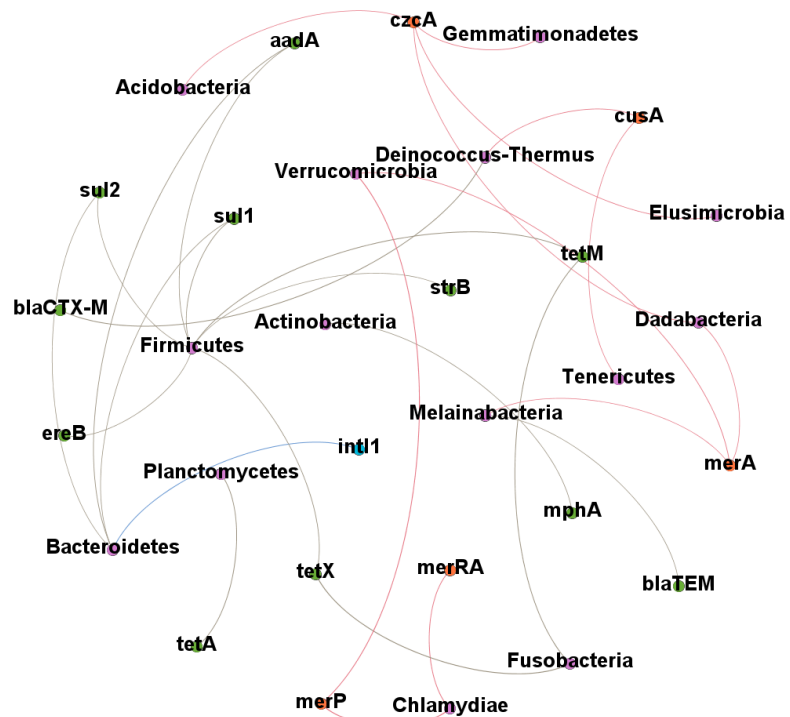 czcA
Gemmatimonadetes
aadA
Acidobacteria
cusA
Deinococcus-Thermus
Verrucomicrobia
sul2
sul1
Elusimicrobia
tetM
strB
blaCTX-M
Actinobacteria
Dadabacteria
Firmicutes
Tenericutes
Melainabacteria
ereB
intI1
merA
Planctomycetes
mphA
Bacteroidetes
tetX
merRA
blaTEM
tetA
Fusobacteria
merP
Chlamydiae